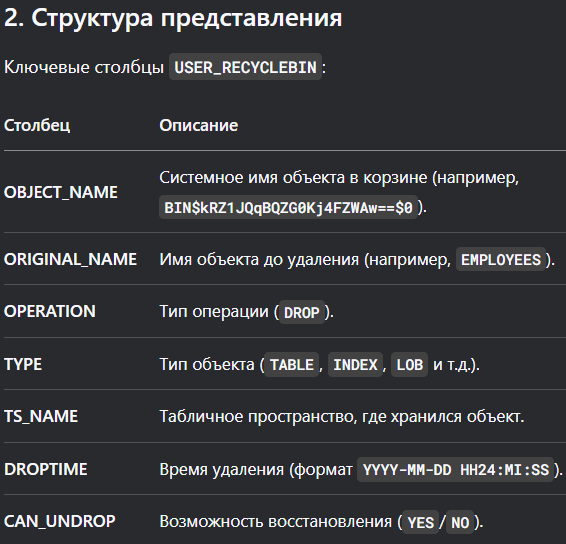 2. Структура представления
Ключевые столбцы USER_RECYCLEBIN:
Столбец Описание
OBJECT_NAME Системное имя объекта в корзине (например,
BIN$kRZ1JQqBQZG0Kj4FZWAw==$0).
ORIGINAL_NAME Имя объекта до удаления (например, EMPLOYEES).
OPERATION Тип операции (DROP).
TYPE Тип объекта (TABLE, INDEX, LOB и т.д.).
TS_NAME Табличное пространство, где хранился объект.
DROPTIME Время удаления (формат YYYY-MM-DD HH24:MI:SS).
CAN_UNDROP Возможность восстановления (YES/NO).